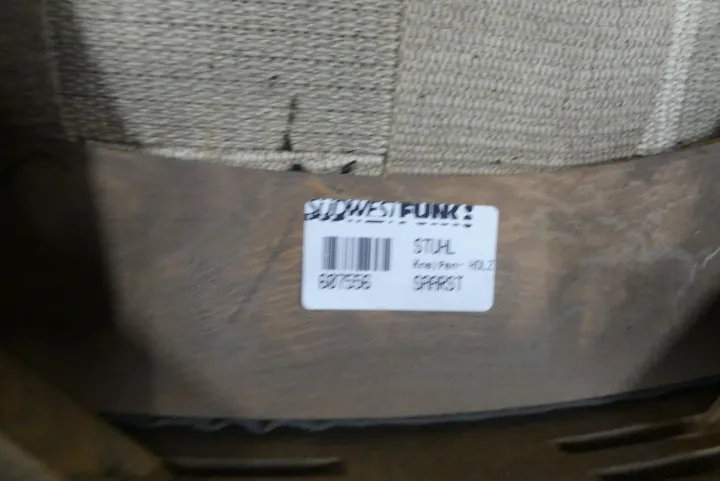 SÜDWESTFUNK:
STUHL
Kneipen- HOLZ
607556 SAARST